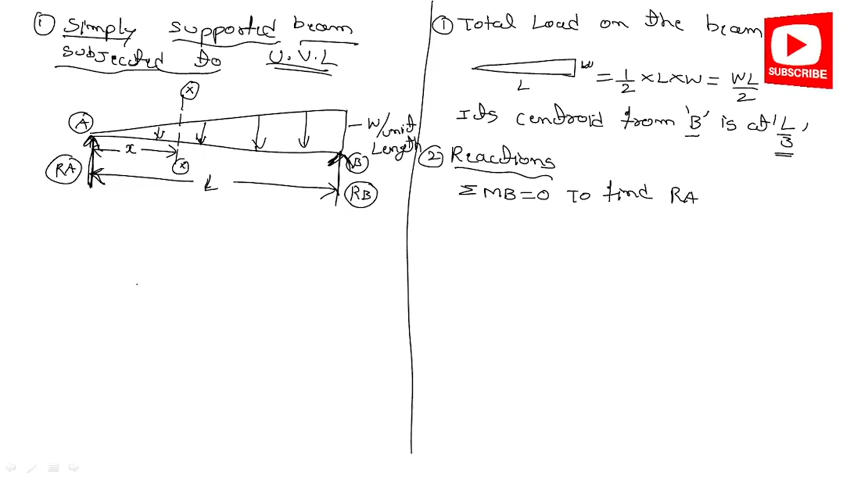 ① Simply supported beam
subjected to U.V.L
x
A
W/unit
Length
x
x
B
RA
L
RB
① Total Load on the beam
W
L
= 1/2 × L × W = WL/2
Its centroid from 'B' is at 'L/3'
② Reactions
ΣMB=0 To find RA
SUBSCRIBE